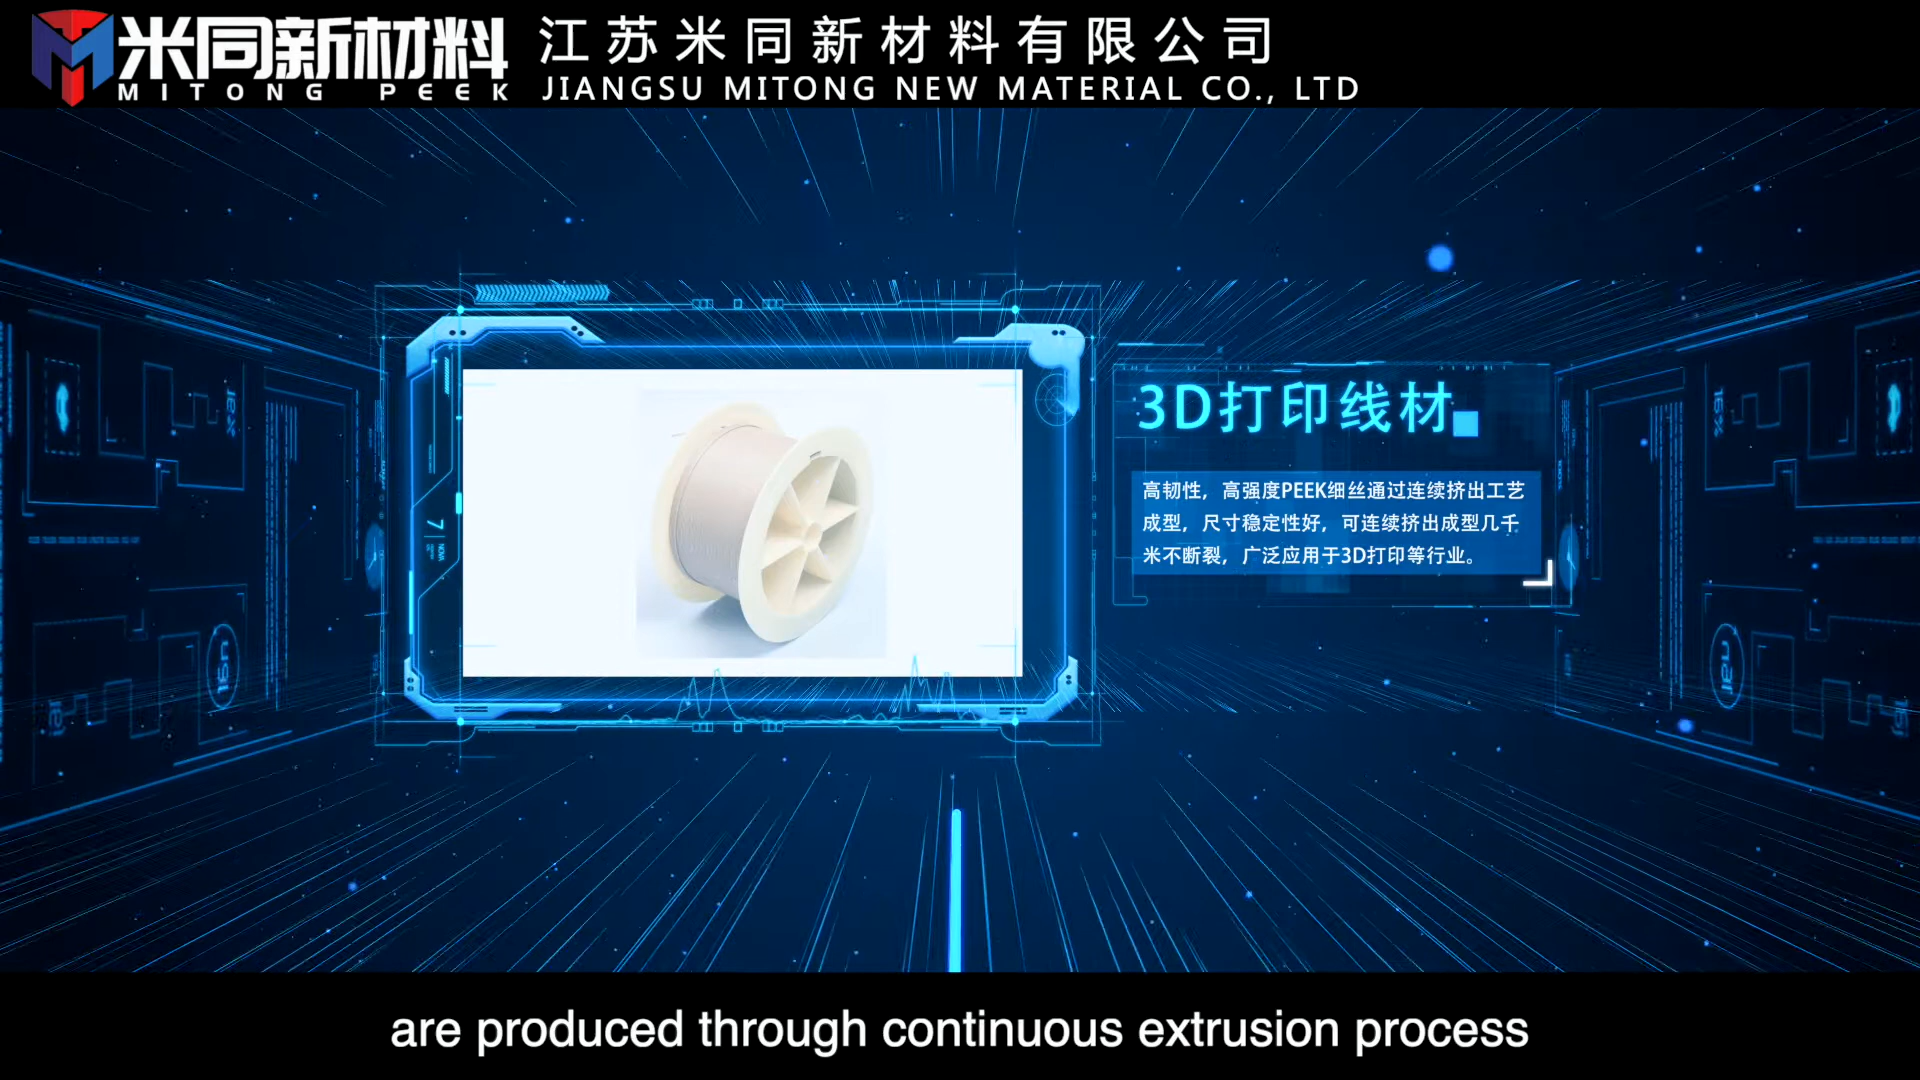 米同新材料
MITONG PEEK
江苏米同新材料有限公司
JIANGSU MITONG NEW MATERIAL CO., LTD
3D打印线材
高韧性，高强度PEEK细丝通过连续挤出工艺
成型，尺寸稳定性好，可连续挤出成型几千
米不断裂，广泛应用于3D打印等行业。
are produced through continuous extrusion process